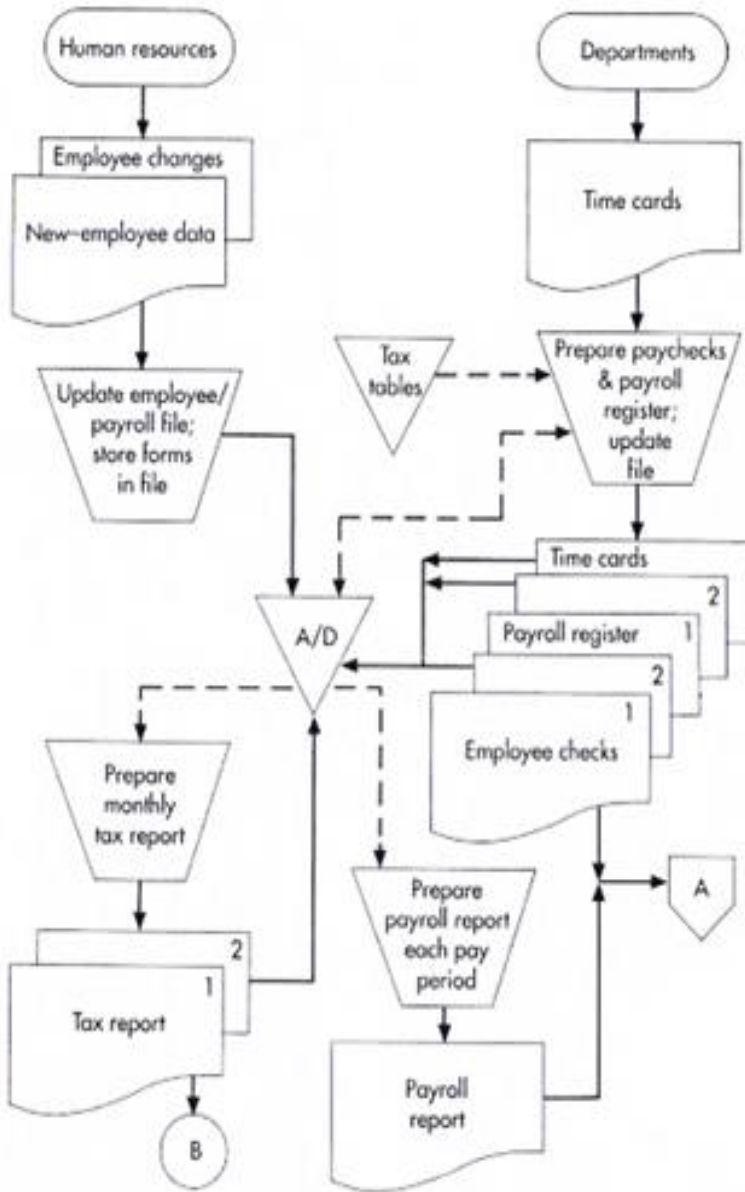 Human resources
Departments
Employee changes
New-employee data
Time cards
Update employee/
payroll file;
store forms
in file
Tax
tables
Prepare paychecks
& payroll
register;
update
file
Time cards
2
Payroll register
1
2
1
Employee checks
A/D
Prepare
monthly
tax report
Prepare
payroll report
each pay
period
A
2
1
Tax report
Payroll
report
B